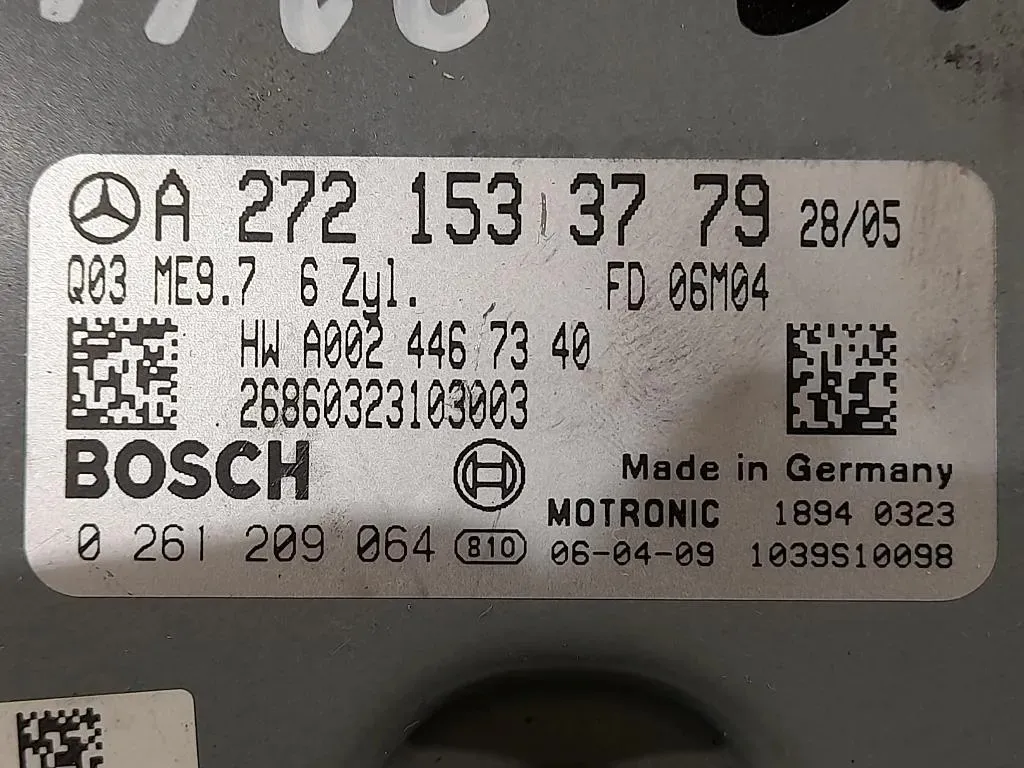 A 272 153 37 79 28/05
Q03 ME9.7 6 Zyl. FD 06M04
HW A002 446 73 40
26860323103003
BOSCH Made in Germany
MOTRONIC 1894 0323
0 261 209 064 810 06-04-09 1039S10098